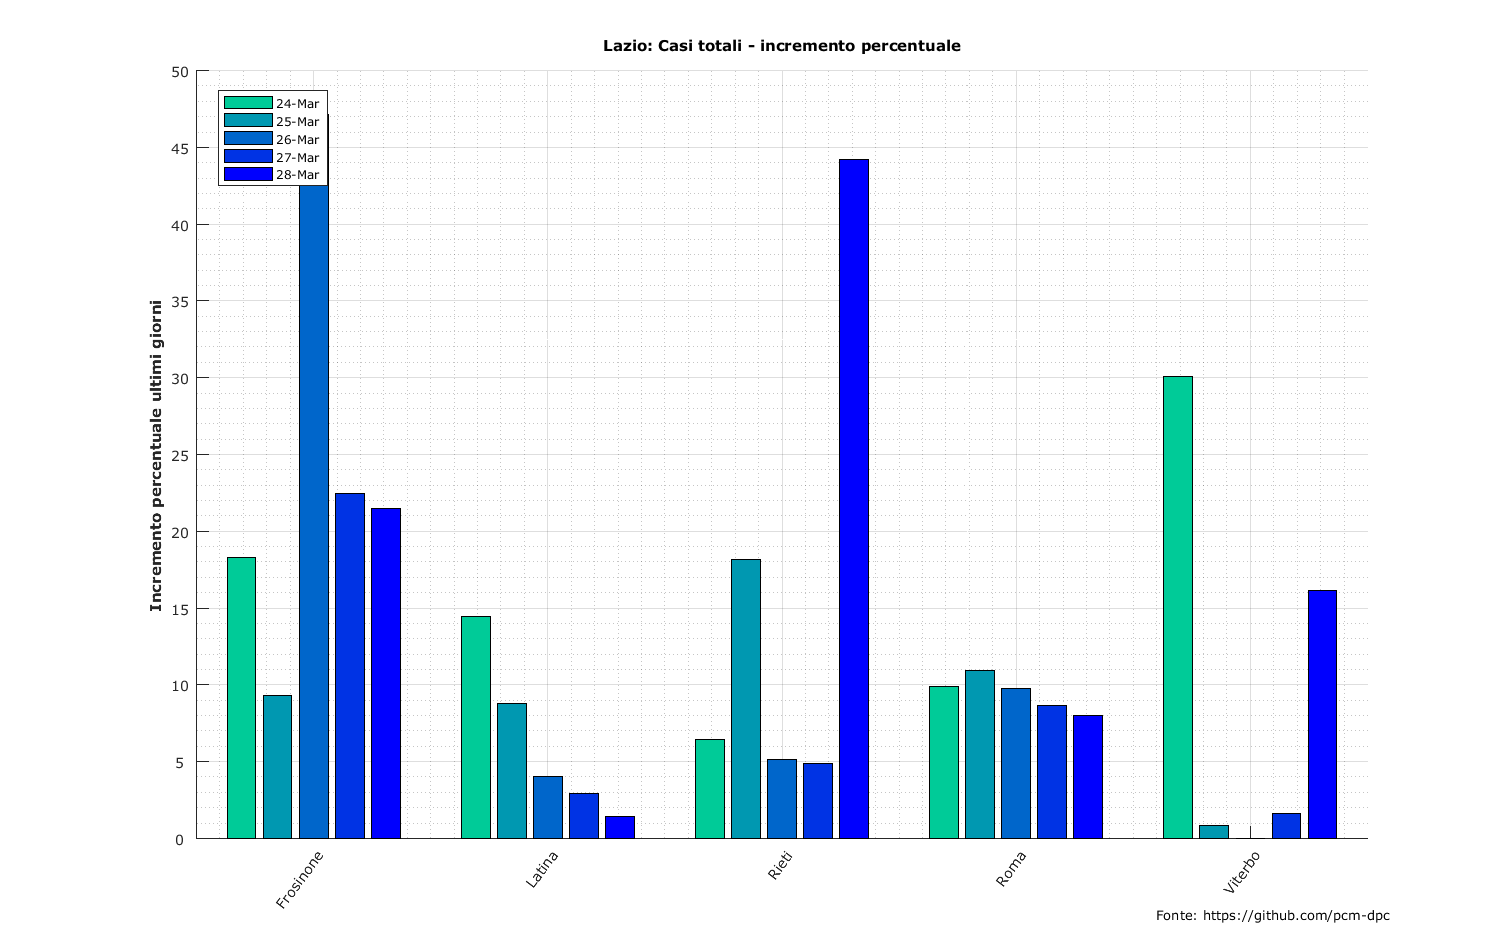 Lazio: Casi totali - incremento percentuale
50
45
40
35
30
25
20
15
10
5
0
Incremento percentuale ultimi giorni
24-Mar
25-Mar
26-Mar
27-Mar
28-Mar
Frosinone
Latina
Rieti
Roma
Viterbo
Fonte: https://github.com/pcm-dpc